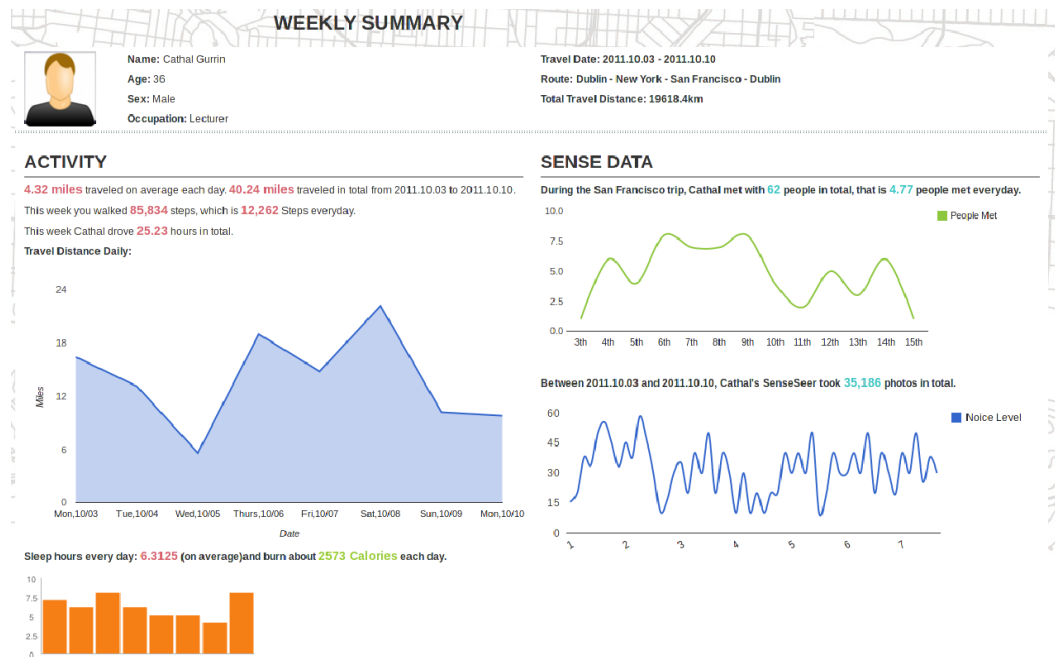 WEEKLY SUMMARY
Name: Cathal Gurrin
Age: 36
Sex: Male
Occupation: Lecturer
Travel Date: 2011.10.03 - 2011.10.10
Route: Dublin - New York - San Francisco - Dublin
Total Travel Distance: 19618.4km
ACTIVITY
4.32 miles traveled on average each day. 40.24 miles traveled in total from 2011.10.03 to 2011.10.10.
This week you walked 85,834 steps, which is 12,262 Steps everyday.
This week Cathal drove 25.23 hours in total.
Travel Distance Daily:
24
18
12
6
0
Miles
Mon,10/03 Tue,10/04 Wed,10/05 Thurs,10/06 Fri,10/07 Sat,10/08 Sun,10/09 Mon,10/10
Date
Sleep hours every day: 6.3125 (on average)and burn about 2573 Calories each day.
10
7.5
5
2.5
0
SENSE DATA
During the San Francisco trip, Cathal met with 62 people in total, that is 4.77 people met everyday.
10.0
7.5
5.0
2.5
0.0
People Met
3th 4th 5th 6th 7th 8th 9th 10th 11th 12th 13th 14th 15th
Between 2011.10.03 and 2011.10.10, Cathal's SenseSeer took 35,186 photos in total.
60
45
30
15
0
Noice Level
1 2 3 4 5 6 7